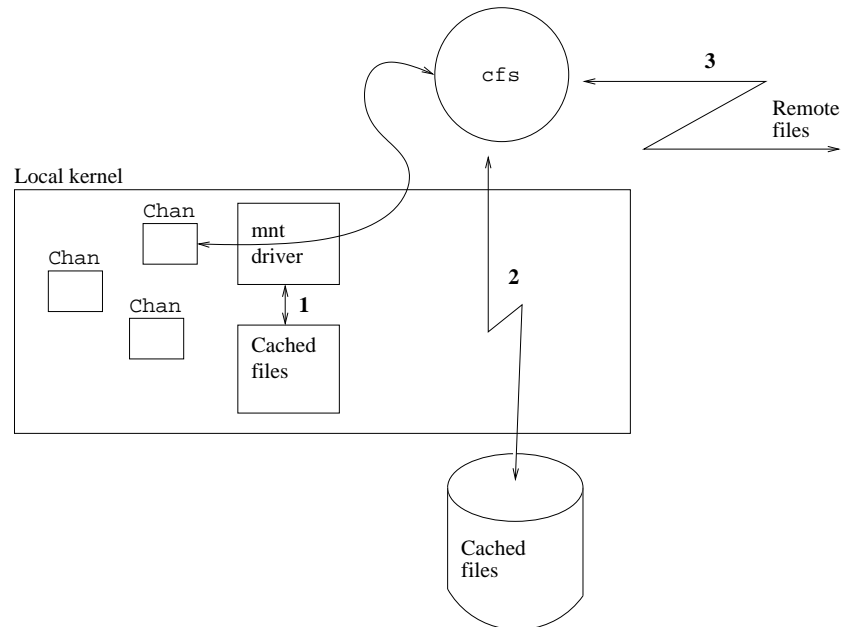 cfs
3
Remote
files
Local kernel
Chan
mnt
driver
Chan
2
1
Chan
Cached
files
Cached
files